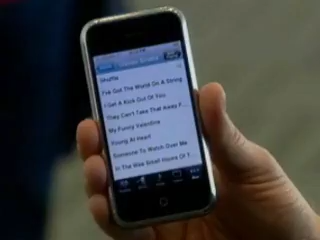 Shuffle
I've Got The World On A String
I Get A Kick Out Of You
They Can't Take That Away F...
My Funny Valentine
Young At Heart
Someone To Watch Over Me
In The Wee Small Hours Of T...